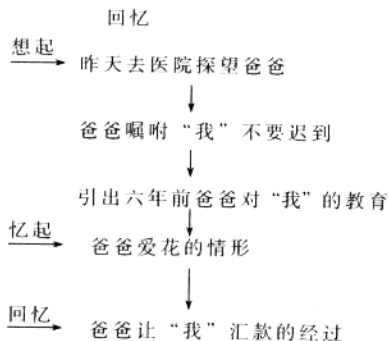 回忆
想起
昨天去医院探望爸爸
爸爸嘱咐“我”不要迟到
引出六年前爸爸对“我”的教育
忆起
爸爸爱花的情形
回忆
爸爸让“我”汇款的经过